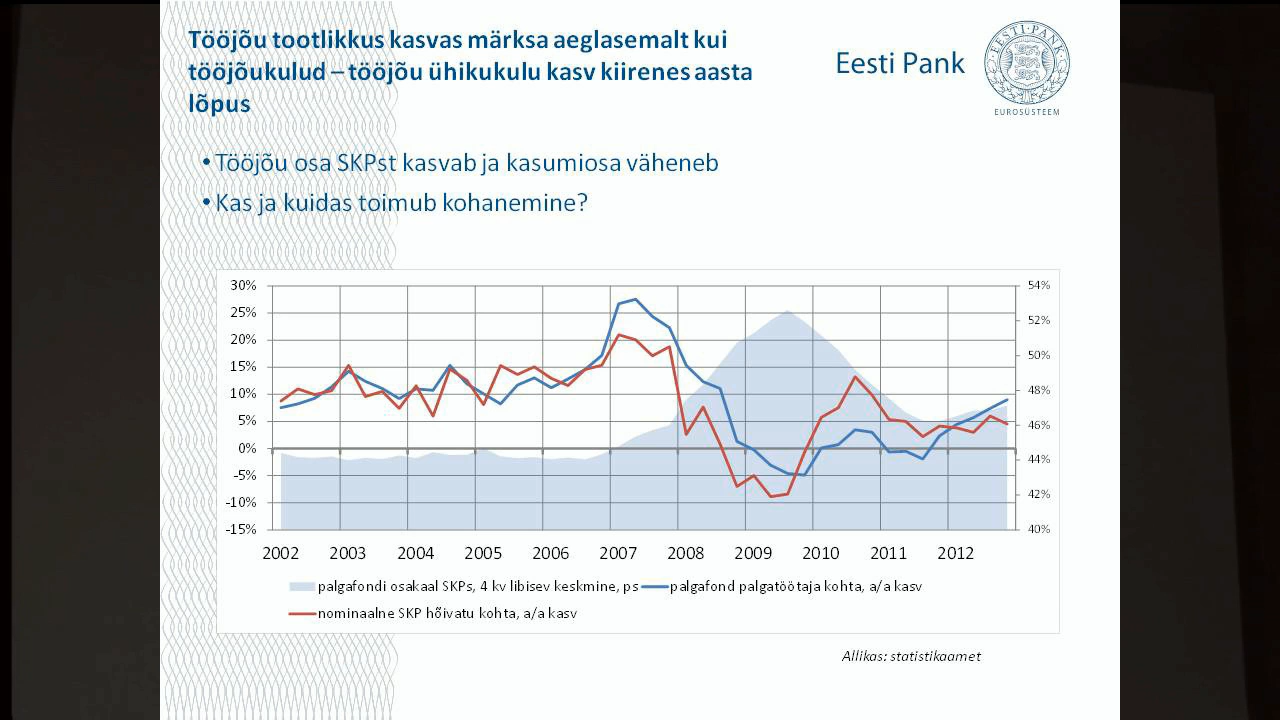 Tööjõu tootlikkus kasvas märksa aeglasemalt kui
tööjõukulud – tööjõu ühikukulu kasv kiirenes aasta
lõpus
Eesti Pank
EESTI·PANK
EUROSÜSTEEM
• Tööjõu osa SKPst kasvab ja kasumiosa väheneb
• Kas ja kuidas toimub kohanemine?
30% 54%
25% 52%
20% 50%
15%
10% 48%
5% 46%
0% 44%
-5%
-10% 42%
-15% 40%
2002 2003 2004 2005 2006 2007 2008 2009 2010 2011 2012
palgafondi osakaal SKPs, 4 kv libisev keskmine, ps palgafond palgatöötaja kohta, a/a kasv
nominaalne SKP hõivatu kohta, a/a kasv
Allikas: statistikaamet